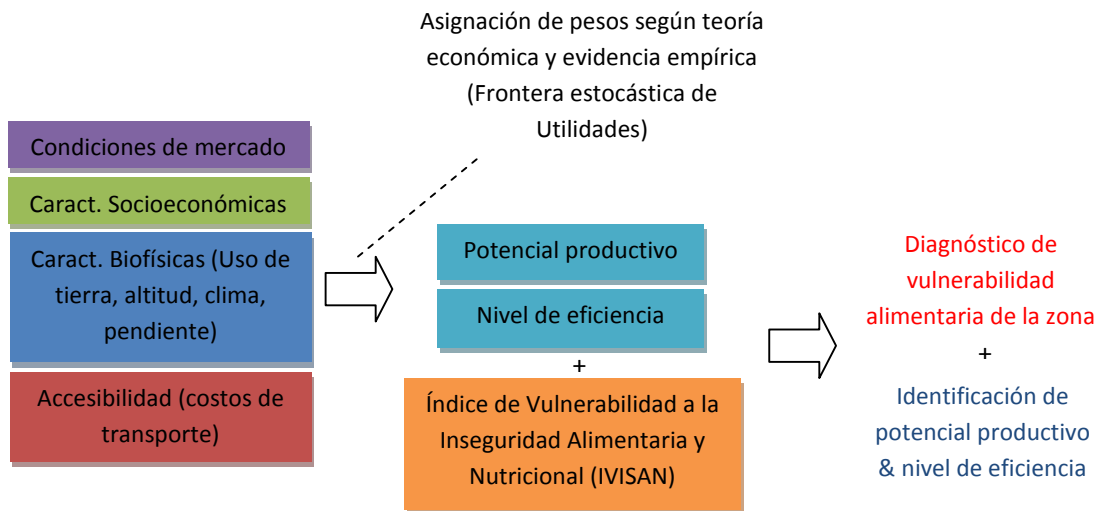 Asignación de pesos según teoría
económica y evidencia empírica
(Frontera estocástica de
Utilidades)
Condiciones de mercado
Caract. Socioeconómicas
Caract. Biofísicas (Uso de
tierra, altitud, clima,
pendiente)
Accesibilidad (costos de
transporte)
Potencial productivo
Nivel de eficiencia
+
Índice de Vulnerabilidad a la
Inseguridad Alimentaria y
Nutricional (IVISAN)
Diagnóstico de
vulnerabilidad
alimentaria de la zona
+
Identificación de
potencial productivo
& nivel de eficiencia